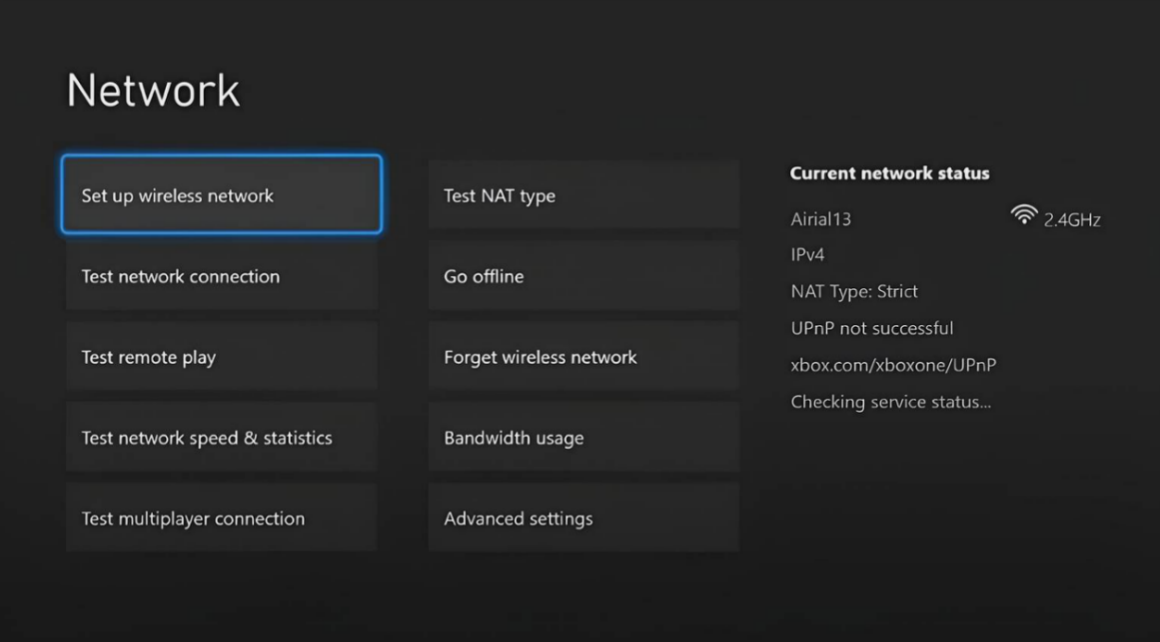 Network
Set up wireless network
Test network connection
Test remote play
Test network speed & statistics
Test multiplayer connection
Test NAT type
Go offline
Forget wireless network
Bandwidth usage
Advanced settings
Current network status
Airial13 2.4GHz
IPv4
NAT Type: Strict
UPnP not successful
xbox.com/xboxone/UPnP
Checking service status...